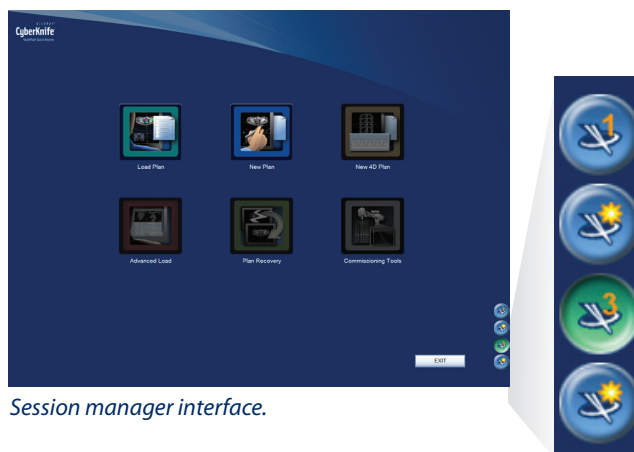 CyberKnife
Load Plan
New Plan
New 4D Plan
Advanced Load
Plan Recovery
Commissioning Tools
EXIT
1
3
Session manager interface.